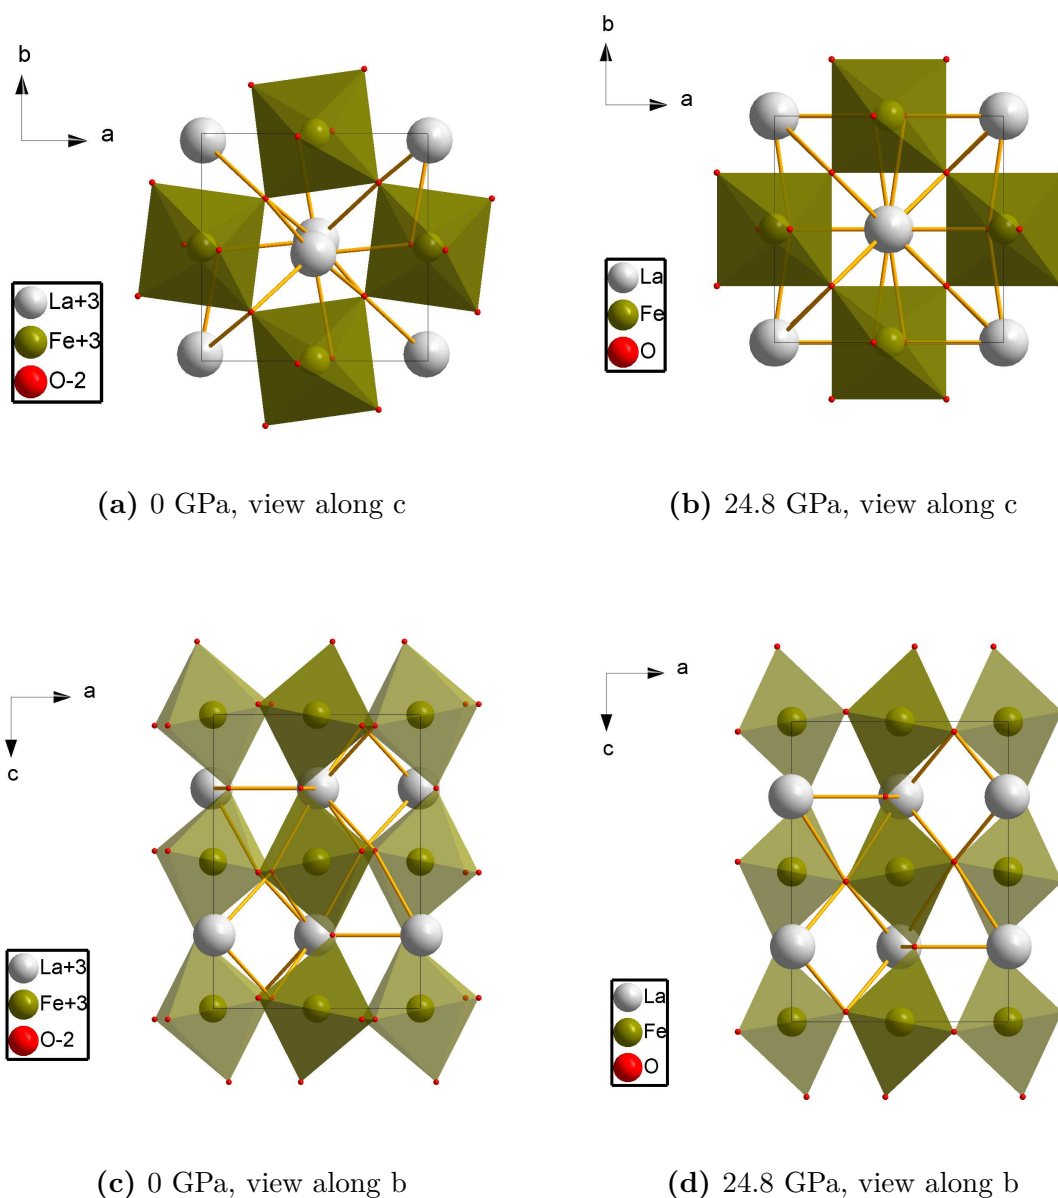 b
a
La+3
Fe+3
O-2
b
a
La
Fe
O
(a) 0 GPa, view along c
(b) 24.8 GPa, view along c
a
c
La+3
Fe+3
O-2
a
c
La
Fe
O
(c) 0 GPa, view along b
(d) 24.8 GPa, view along b